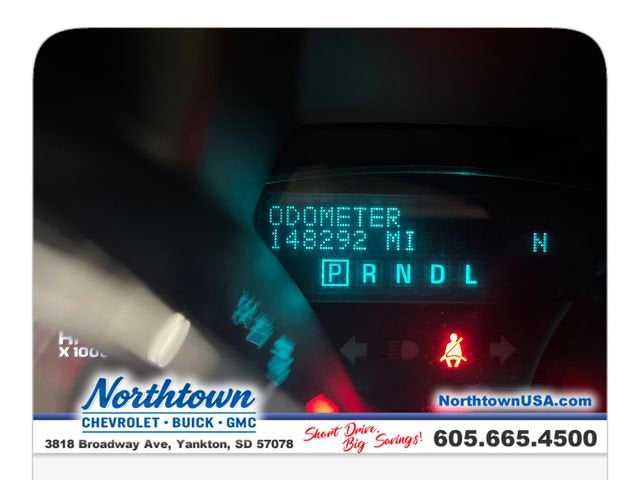 ODOMETER
148292 MI N
P R N D L
X 100
Northtown
CHEVROLET • BUICK • GMC
3818 Broadway Ave, Yankton, SD 57078
Short Drive,
Big Savings!
NorthtownUSA.com
605.665.4500